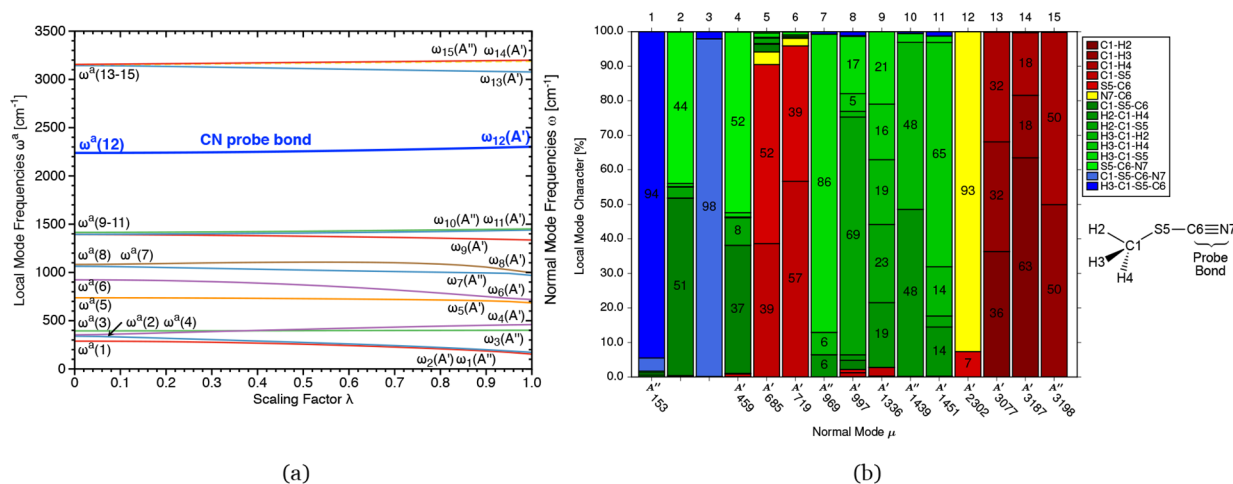 Local Mode Frequencies ωᵃ [cm⁻¹]
3500
3000
2500
2000
1500
1000
500
0
0
0.1
0.2
0.3
0.4
0.5
0.6
0.7
0.8
0.9
1.0
Scaling Factor λ
Normal Mode Frequencies ω [cm⁻¹]
ω₁₅(A'') ω₁₄(A')
ωᵃ(13-15)
ω₁₃(A')
ωᵃ(12)
CN probe bond
ω₁₂(A')
ωᵃ(9-11)
ω₁₀(A'') ω₁₁(A')
ω₉(A')
ωᵃ(8) ωᵃ(7)
ω₈(A')
ω₇(A'')
ωᵃ(6)
ω₆(A')
ωᵃ(5)
ω₅(A')
ω₄(A')
ωᵃ(3)
ωᵃ(2) ωᵃ(4)
ω₃(A'')
ωᵃ(1)
ω₂(A') ω₁(A'')
(a)
1 2 3 4 5 6 7 8 9 10 11 12 13 14 15
Local Mode Character [%]
100.0
90.0
80.0
70.0
60.0
50.0
40.0
30.0
20.0
10.0
0.0
94
44
51
98
52
8
37
52
39
39
57
86
6
6
17
5
69
21
16
19
23
19
48
48
65
14
14
93
7
32
32
36
18
18
63
50
50
A'' 153
A' 459
A' 685
A' 719
A'' 969
A' 997
A' 1336
A'' 1439
A' 1451
A' 2302
A' 3077
A' 3187
A'' 3198
Normal Mode μ
C1-H2
C1-H3
C1-H4
C1-S5
S5-C6
N7-C6
C1-S5-C6
H2-C1-H4
H2-C1-S5
H3-C1-H2
H3-C1-H4
H3-C1-S5
S5-C6-N7
C1-S5-C6-N7
H3-C1-S5-C6
H2
S5
C6≡N7
C1
H3
H4
Probe
Bond
(b)